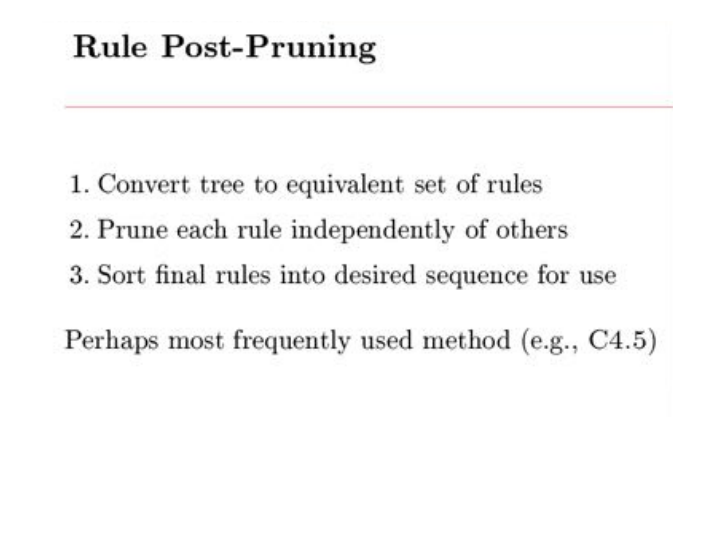 Rule Post-Pruning
1. Convert tree to equivalent set of rules
2. Prune each rule independently of others
3. Sort final rules into desired sequence for use
Perhaps most frequently used method (e.g., C4.5)